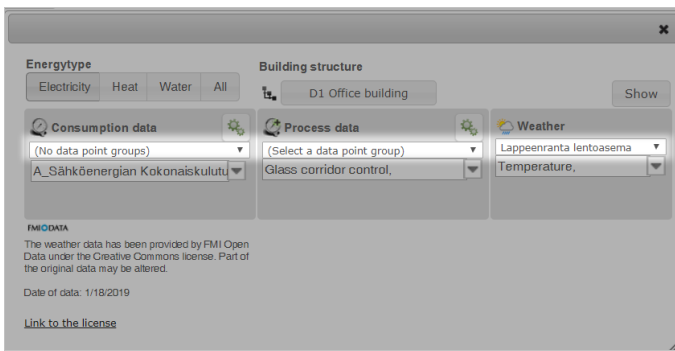 Energytype
Electricity Heat Water All
Building structure
D1 Office building
Show
Consumption data
(No data point groups)
A_Sähköenergian Kokonaiskulutu
Process data
(Select a data point group)
Glass corridor control,
Weather
Lappeenranta lentoasema
Temperature,
FMIODATA
The weather data has been provided by FMI Open
Data under the Creative Commons license. Part of
the original data may be altered.
Date of data: 1/18/2019
Link to the license